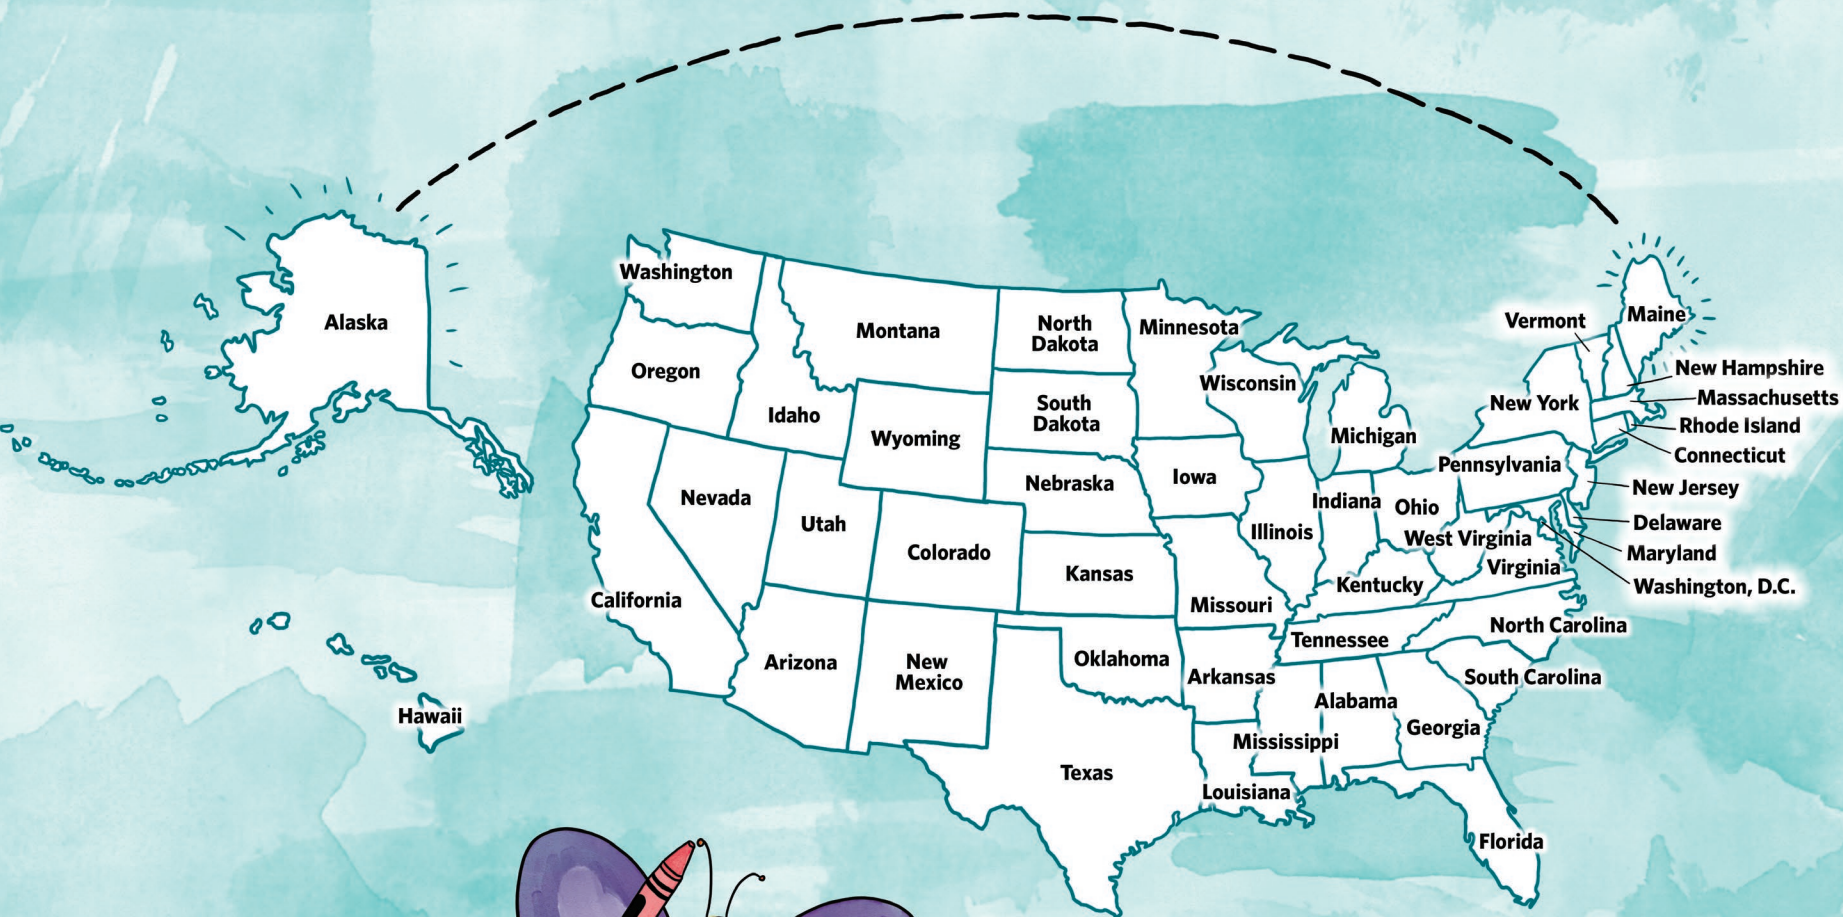 Alaska
Washington
Montana
North
Dakota
Minnesota
Vermont
Maine
Oregon
Idaho
Wyoming
South
Dakota
Wisconsin
Michigan
New York
New Hampshire
Massachusetts
Rhode Island
Connecticut
Nevada
Utah
Colorado
Nebraska
Iowa
Illinois
Indiana
Ohio
Pennsylvania
New Jersey
Delaware
Maryland
Washington, D.C.
West Virginia
Virginia
California
Kansas
Missouri
Kentucky
Arizona
New
Mexico
Oklahoma
Arkansas
Tennessee
North Carolina
South Carolina
Hawaii
Texas
Louisiana
Mississippi
Alabama
Georgia
Florida